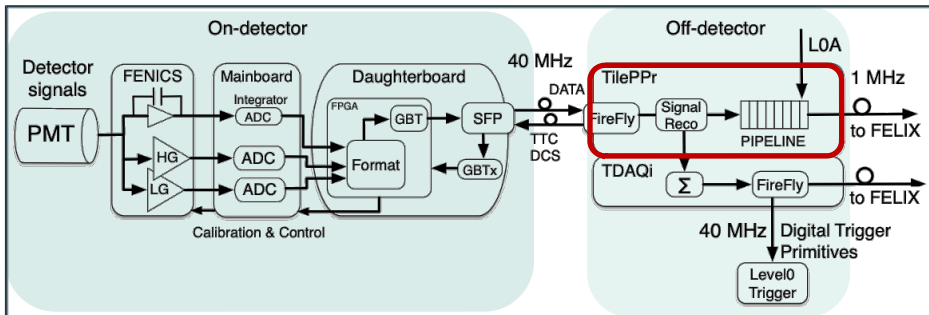 On-detector
Off-detector
Detector
signals
PMT
FENICS
HG
LG
Mainboard
Integrator
ADC
ADC
ADC
Calibration & Control
Daughterboard
FPGA
GBT
Format
SFP
GBTx
40 MHz
DATA
TTC
DCS
L0A
TilePPr
FireFly
Signal
Reco
PIPELINE
1 MHz
to FELIX
TDAQi
Σ
FireFly
to FELIX
40 MHz
Digital Trigger
Primitives
Level0
Trigger